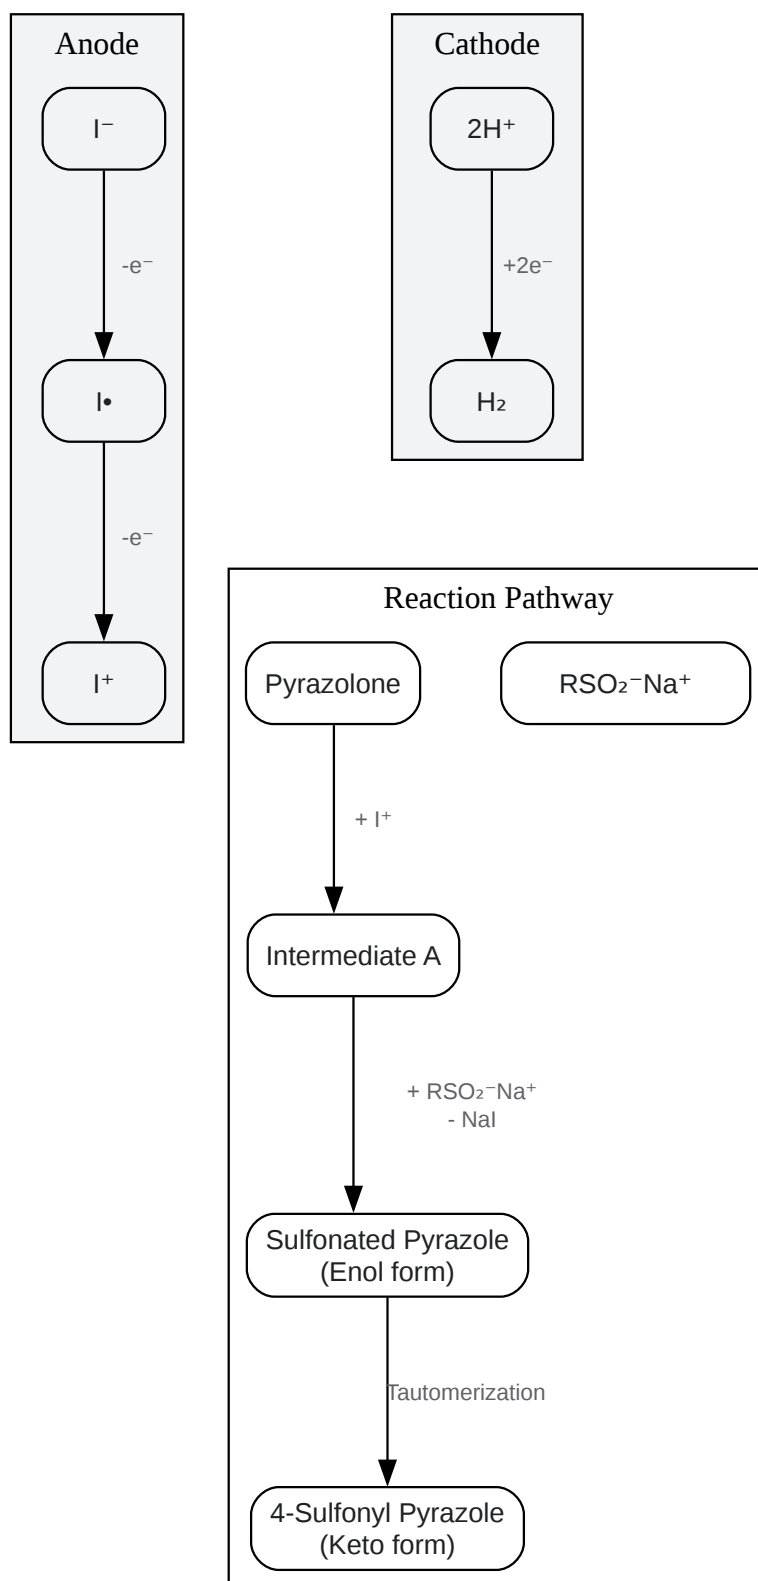 Anode
I⁻
-e⁻
I•
-e⁻
I⁺
Cathode
2H⁺
+2e⁻
H₂
Reaction Pathway
Pyrazolone
RSO₂⁻Na⁺
+ I⁺
Intermediate A
+ RSO₂⁻Na⁺
- NaI
Sulfonated Pyrazole
(Enol form)
Tautomerization
4-Sulfonyl Pyrazole
(Keto form)